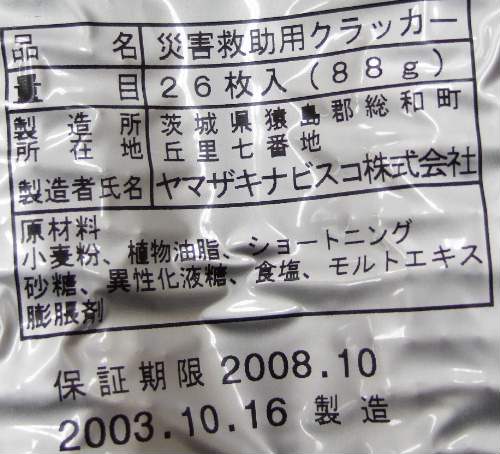 品名 災害救助用クラッカー
量目 26枚入(88g)
製造所 茨城県猿島郡総和町
所在地 丘里七番地
製造者氏名 ヤマザキナビスコ株式会社
原材料
小麦粉、植物油脂、ショートニング
砂糖、異性化液糖、食塩、モルトエキス
膨脹剤
保証期限 2008.10
2003.10.16 製造